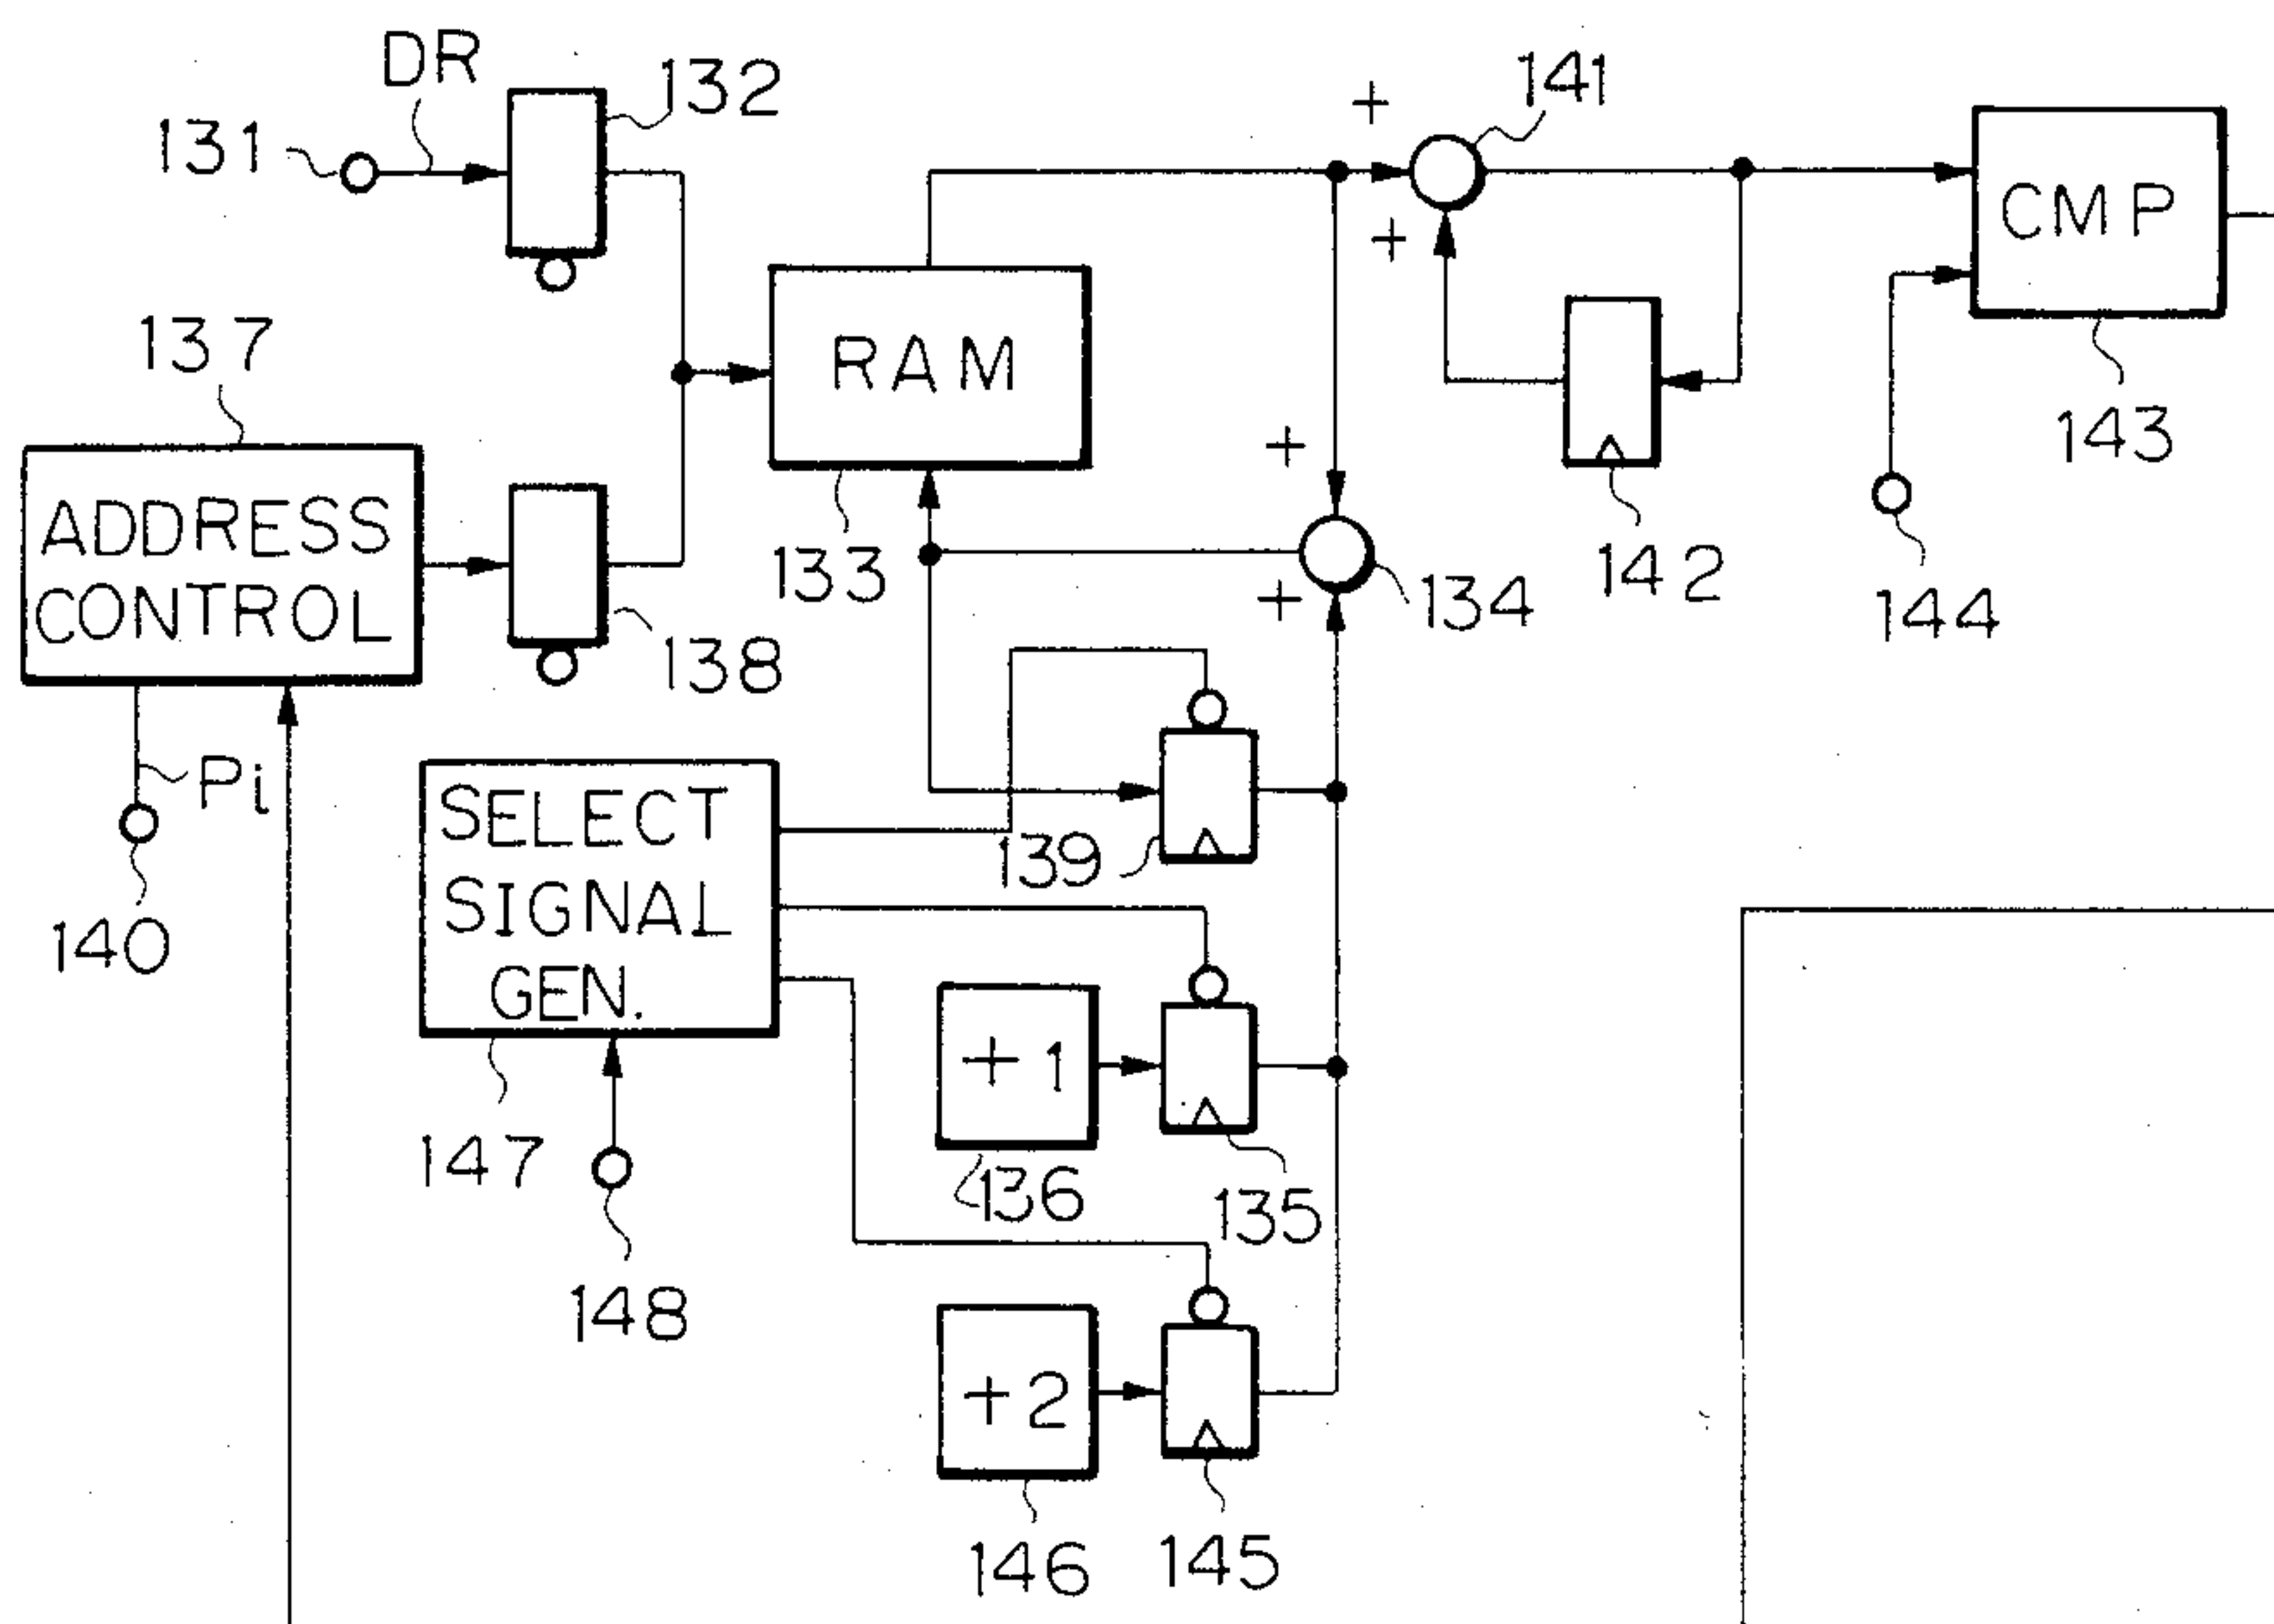 DR
132
131
+
141
+
CMP
137
RAM
143
ADDRESS
CONTROL
+
142
133
+
134
144
138
Pi
SELECT
SIGNAL
GEN.
139
140
+1
147
136
135
148
+2
146
145